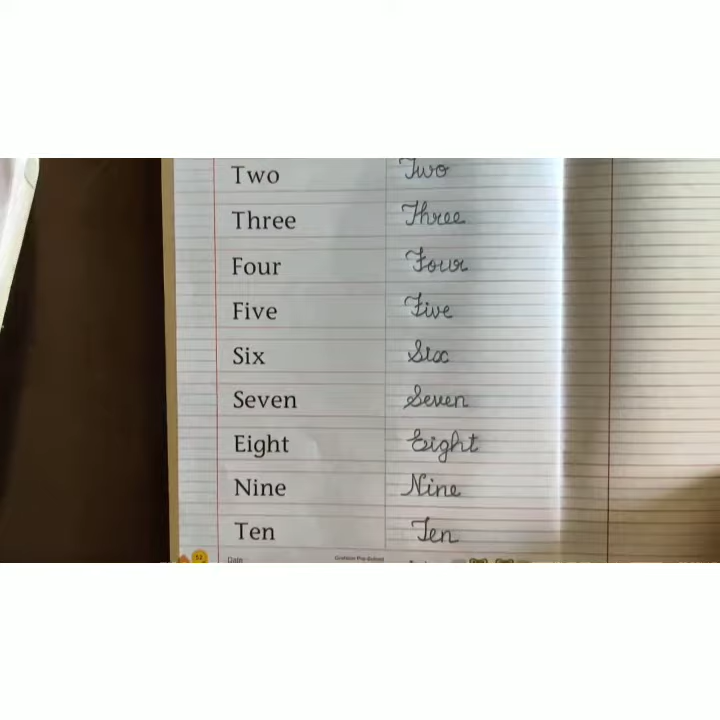 Two Two
Three Three
Four Four
Five Five
Six Six
Seven Seven
Eight Eight
Nine Nine
Ten Ten
52 Date